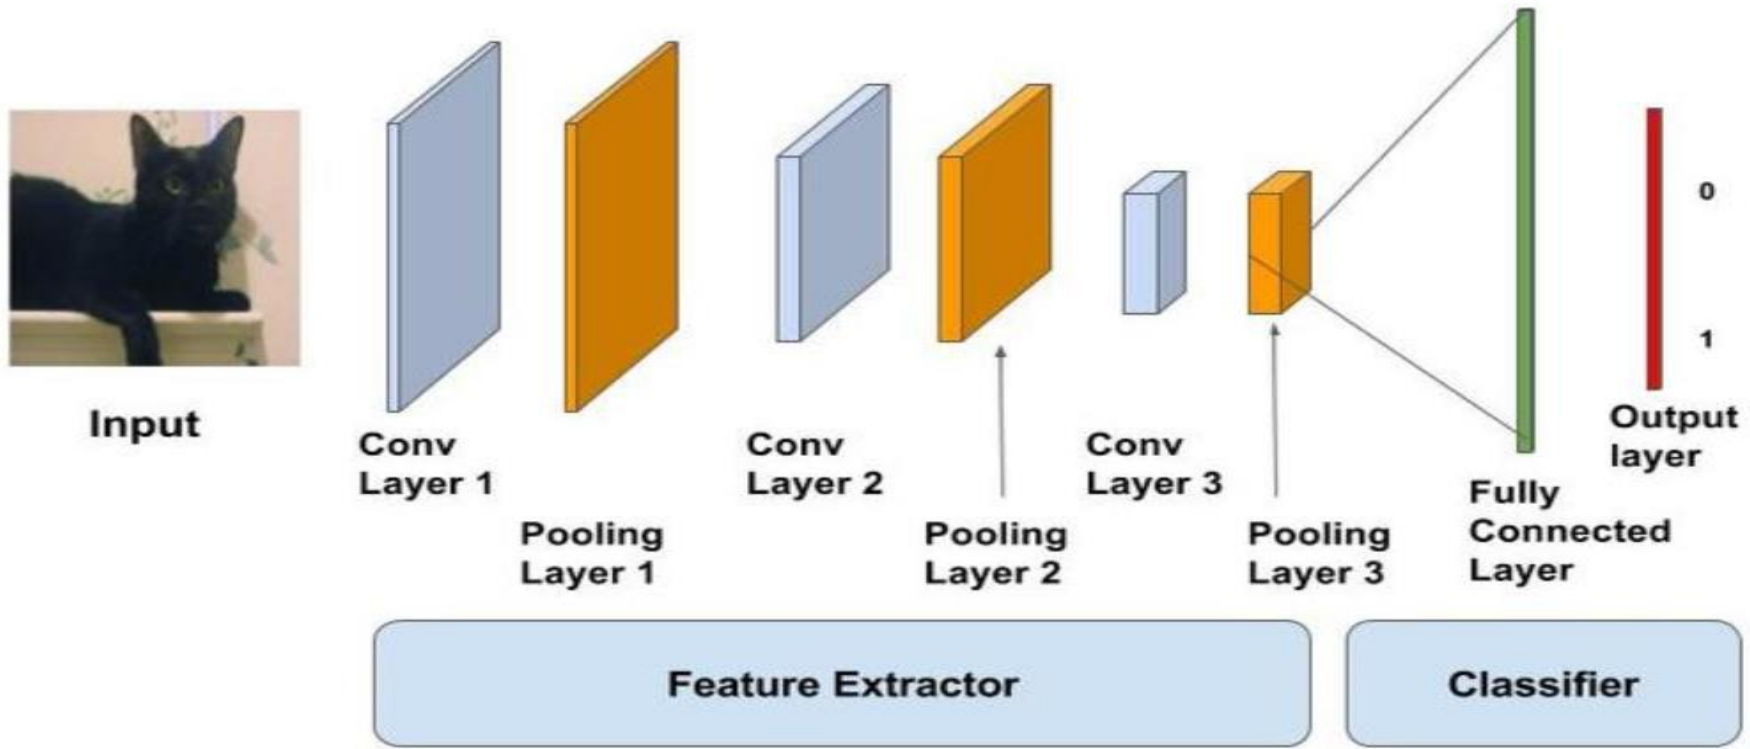 Input
Conv
Layer 1
Pooling
Layer 1
Conv
Layer 2
Pooling
Layer 2
Conv
Layer 3
Pooling
Layer 3
Fully
Connected
Layer
0
1
Output
layer
Feature Extractor
Classifier